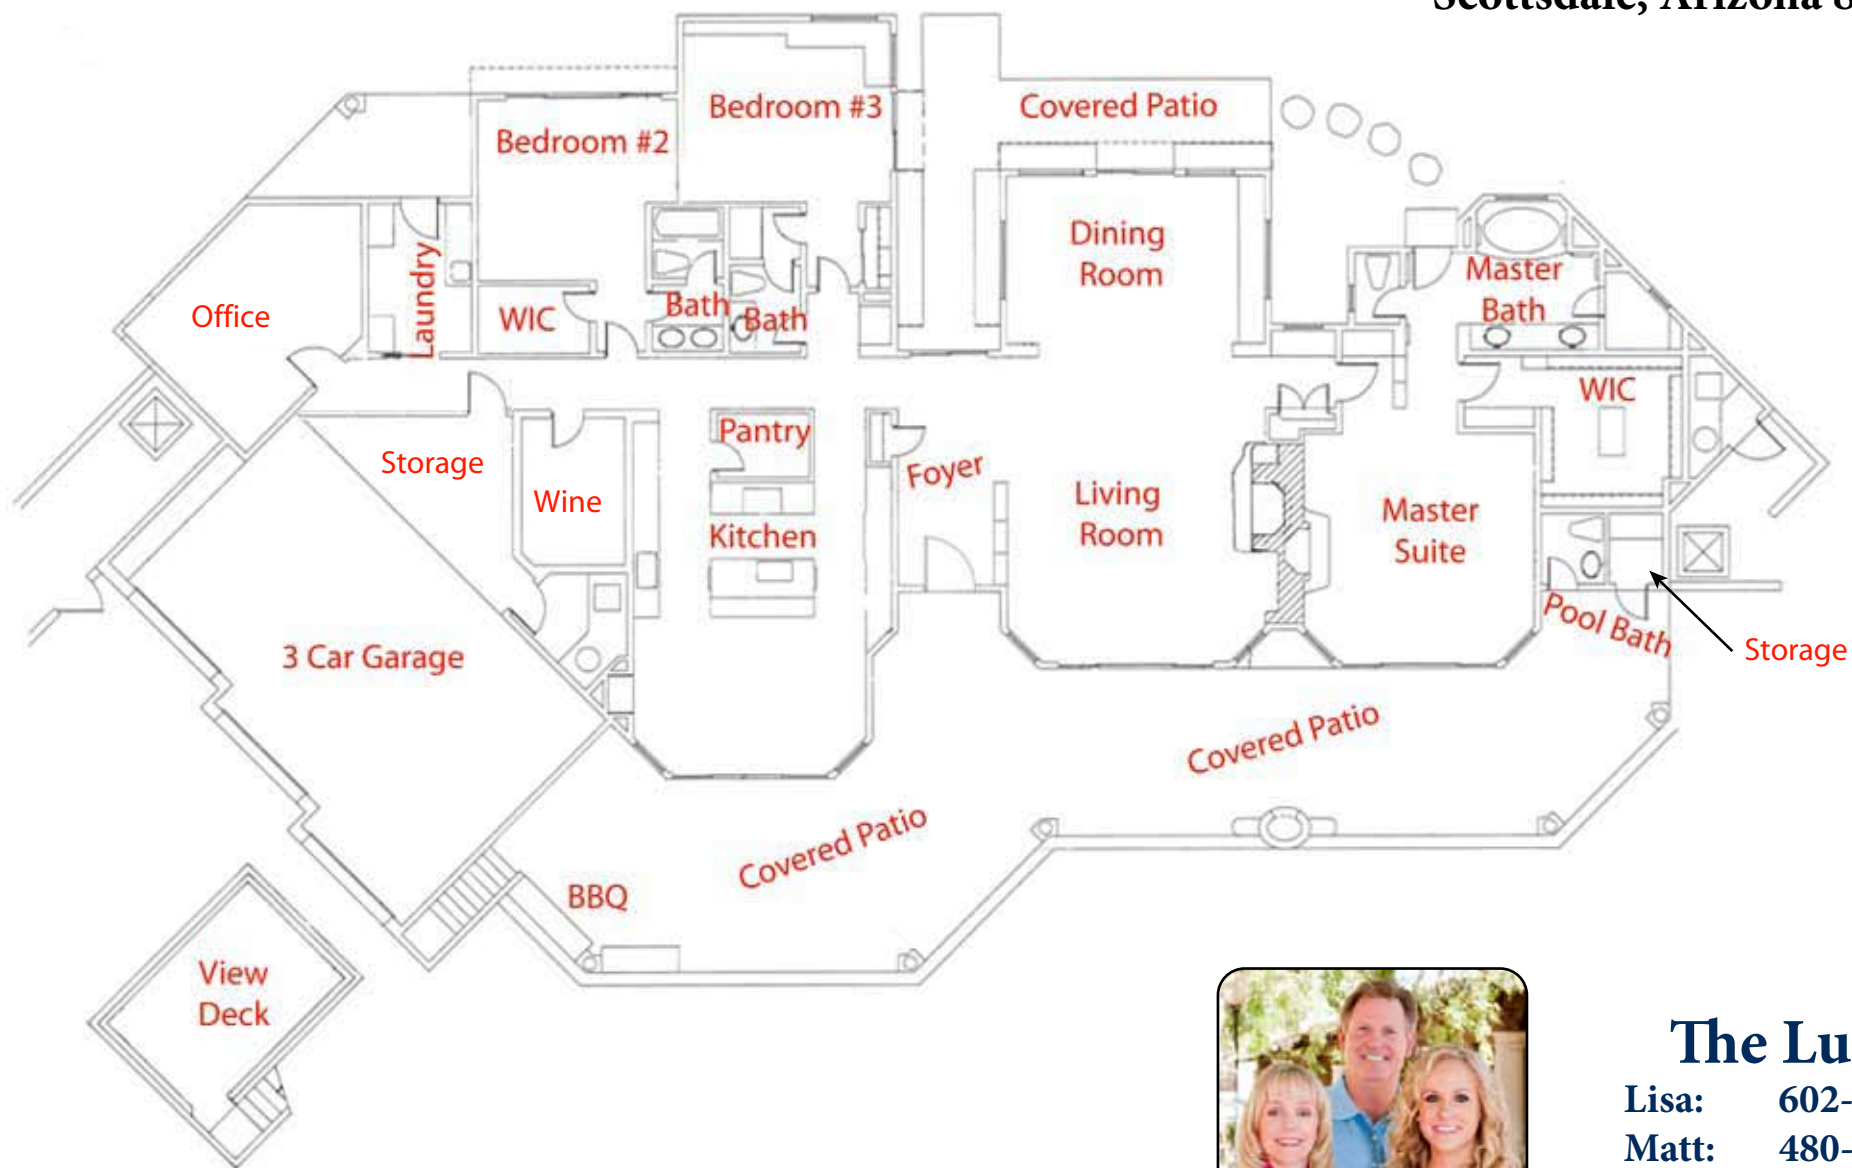 Scottsdale, Arizona 8
Bedroom #3
Covered Patio
Bedroom #2
Dining
Room
Master
Bath
Office
Laundry
WIC
Bath
Bath
WIC
Pantry
Storage
Foyer
Wine
Living
Room
Master
Suite
Kitchen
Pool Bath
Storage
3 Car Garage
Covered Patio
Covered Patio
BBQ
View
Deck
The Lu
Lisa: 602-
Matt: 480-